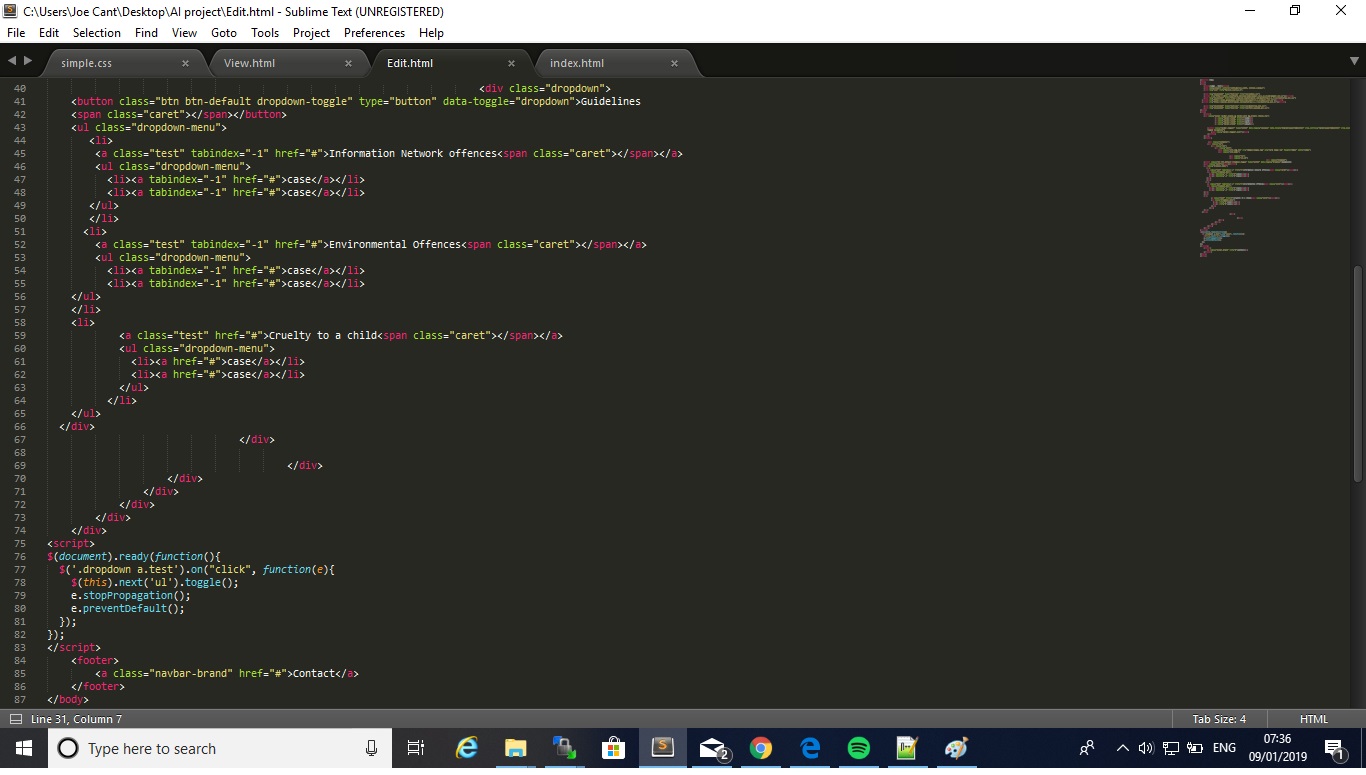 C:\Users\Joe Cant\Desktop\AI project\Edit.html - Sublime Text (UNREGISTERED)
File Edit Selection Find View Goto Tools Project Preferences Help
simple.css × View.html × Edit.html × index.html ×
40 <div class="dropdown">
41 <button class="btn btn-default dropdown-toggle" type="button" data-toggle="dropdown">Guidelines
42 <span class="caret"></span></button>
43 <ul class="dropdown-menu">
44 <li>
45 <a class="test" tabindex="-1" href="#">Information Network offences<span class="caret"></span></a>
46 <ul class="dropdown-menu">
47 <li><a tabindex="-1" href="#">case</a></li>
48 <li><a tabindex="-1" href="#">case</a></li>
49 </ul>
50 </li>
51 <li>
52 <a class="test" tabindex="-1" href="#">Environmental Offences<span class="caret"></span></a>
53 <ul class="dropdown-menu">
54 <li><a tabindex="-1" href="#">case</a></li>
55 <li><a tabindex="-1" href="#">case</a></li>
56 </ul>
57 </li>
58 <li>
59 <a class="test" href="#">Cruelty to a child<span class="caret"></span></a>
60 <ul class="dropdown-menu">
61 <li><a href="#">case</a></li>
62 <li><a href="#">case</a></li>
63 </ul>
64 </li>
65 </ul>
66 </div>
67 </div>
68
69 </div>
70 </div>
71 </div>
72 </div>
73 </div>
74 </div>
75 <script>
76 $(document).ready(function(){
77 $('.dropdown a.test').on("click", function(e){
78 $(this).next('ul').toggle();
79 e.stopPropagation();
80 e.preventDefault();
81 });
82 });
83 </script>
84 <footer>
85 <a class="navbar-brand" href="#">Contact</a>
86 </footer>
87 </body>
Line 31, Column 7 Tab Size: 4 HTML
Type here to search 2 ENG 07:36 1
09/01/2019